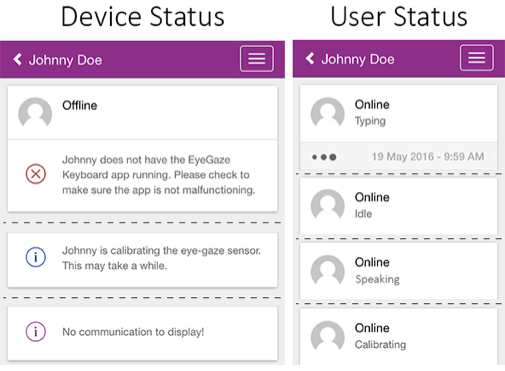 Device Status
Johnny Doe
Offline
Johnny does not have the EyeGaze
Keyboard app running. Please check to
make sure the app is not malfunctioning.
Johnny is calibrating the eye-gaze sensor.
This may take a while.
No communication to display!
User Status
Johnny Doe
Online
Typing
19 May 2016 - 9:59 AM
Online
Idle
Online
Speaking
Online
Calibrating